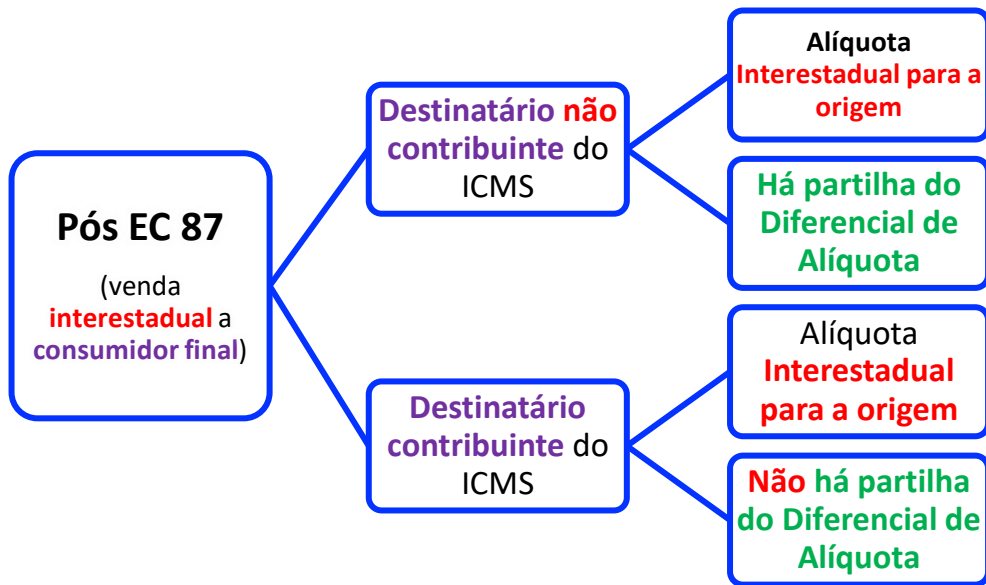 Pós EC 87
(venda
interestadual a
consumidor final)
Destinatário não
contribuinte do
ICMS
Alíquota
Interestadual para a
origem
Há partilha do
Diferencial de
Alíquota
Destinatário
contribuinte do
ICMS
Alíquota
Interestadual
para a origem
Não há partilha
do Diferencial de
Alíquota